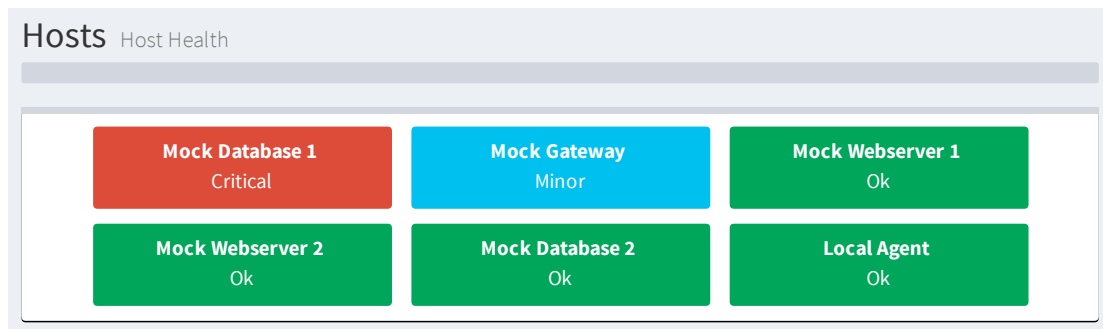 Hosts Host Health
Mock Database 1
Critical
Mock Gateway
Minor
Mock Webserver 1
Ok
Mock Webserver 2
Ok
Mock Database 2
Ok
Local Agent
Ok